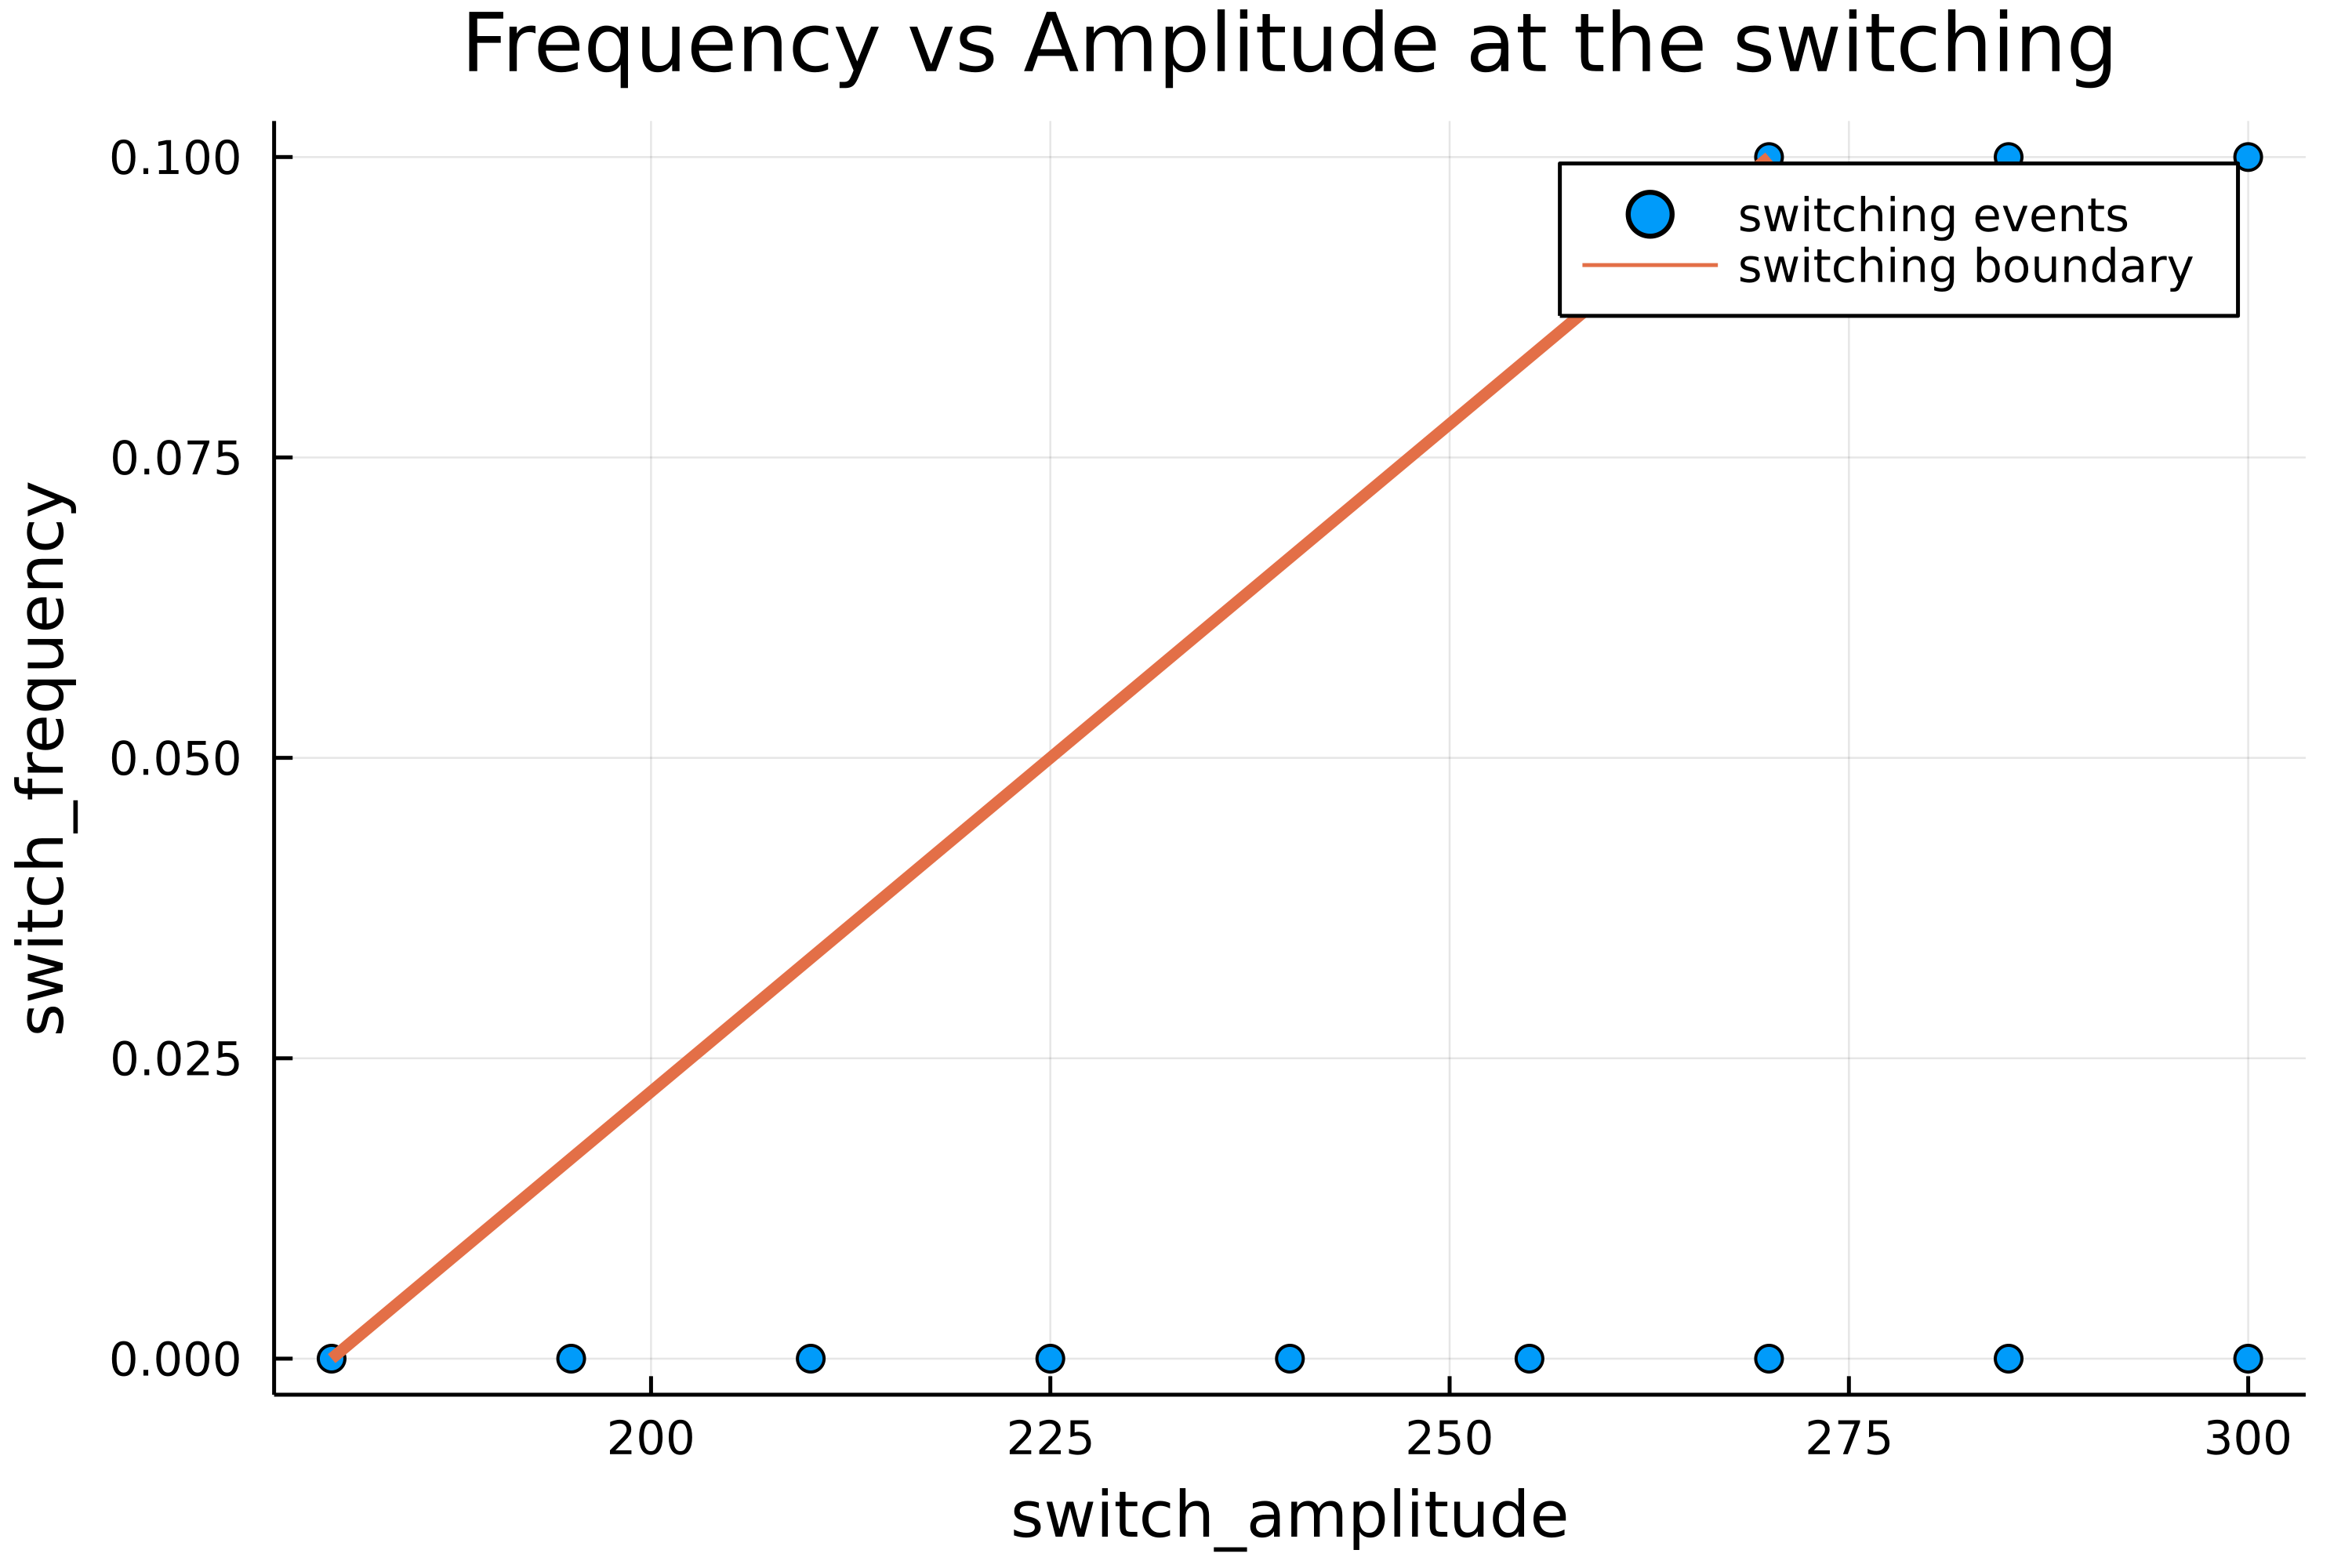 Frequency vs Amplitude at the switching
0.100
0.075
0.050
0.025
0.000
switch_frequency
switching events
switching boundary
200
225
250
275
300
switch_amplitude